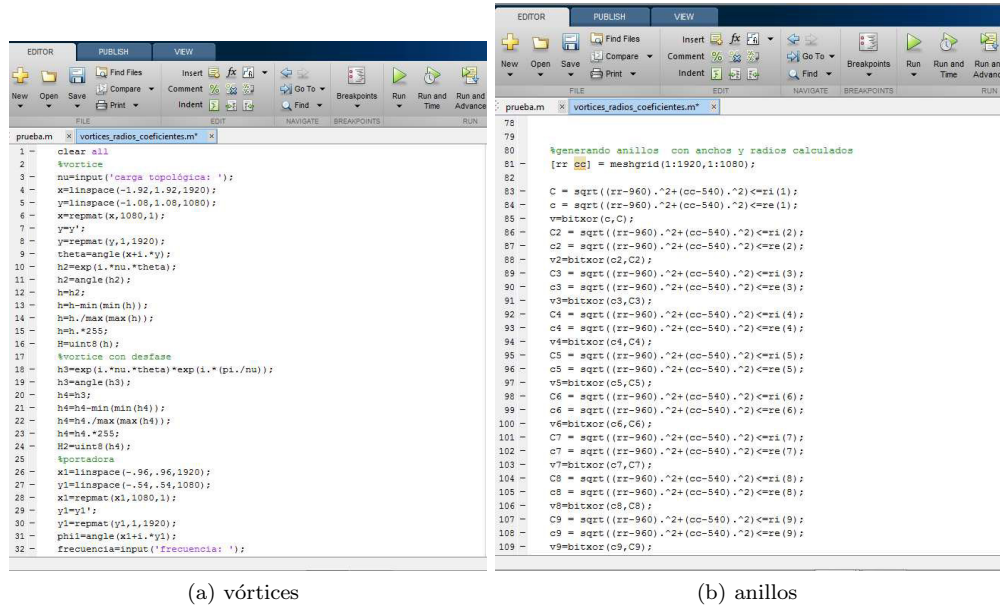 EDITOR PUBLISH VIEW
New Open Save
Find Files
Compare
Print
Insert fx
Comment
Indent
Go To
Find
Breakpoints
Run
Run and Time
Run and Advance
FILE EDIT NAVIGATE BREAKPOINTS RUN
prueba.m × vortices_radios_coeficientes.m* ×
1 – clear all
2 %vortice
3 – nu=input('carga topológica: ');
4 – x=linspace(-1.92,1.92,1920);
5 – y=linspace(-1.08,1.08,1080);
6 – x=repmat(x,1080,1);
7 – y=y';
8 – y=repmat(y,1,1920);
9 – theta=angle(x+i.*y);
10 – h2=exp(i.*nu.*theta);
11 – h2=angle(h2);
12 – h=h2;
13 – h=h-min(min(h));
14 – h=h./max(max(h));
15 – h=h.*255;
16 – H=uint8(h);
17 %vortice con desfase
18 – h3=exp(i.*nu.*theta)*exp(i.*(pi./nu));
19 – h3=angle(h3);
20 – h4=h3;
21 – h4=h4-min(min(h4));
22 – h4=h4./max(max(h4));
23 – h4=h4.*255;
24 – H2=uint8(h4);
25 %portadora
26 – x1=linspace(-.96,.96,1920);
27 – y1=linspace(-.54,.54,1080);
28 – x1=repmat(x1,1080,1);
29 – y1=y1';
30 – y1=repmat(y1,1,1920);
31 – phi1=angle(x1+i.*y1);
32 – frecuencia=input('frecuencia: ');
(a) vórtices
EDITOR PUBLISH VIEW
New Open Save
Find Files
Compare
Print
Insert fx
Comment
Indent
Go To
Find
Breakpoints
Run
Run and Time
Run and Advance
FILE EDIT NAVIGATE BREAKPOINTS RUN
prueba.m × vortices_radios_coeficientes.m* ×
78
79
80 %generando anillos con anchos y radios calculados
81 – [rr cc] = meshgrid(1:1920,1:1080);
82
83 – C = sqrt((rr-960).^2+(cc-540).^2)<=ri(1);
84 – c = sqrt((rr-960).^2+(cc-540).^2)<=re(1);
85 – v=bitxor(c,C);
86 – C2 = sqrt((rr-960).^2+(cc-540).^2)<=ri(2);
87 – c2 = sqrt((rr-960).^2+(cc-540).^2)<=re(2);
88 – v2=bitxor(c2,C2);
89 – C3 = sqrt((rr-960).^2+(cc-540).^2)<=ri(3);
90 – c3 = sqrt((rr-960).^2+(cc-540).^2)<=re(3);
91 – v3=bitxor(c3,C3);
92 – C4 = sqrt((rr-960).^2+(cc-540).^2)<=ri(4);
93 – c4 = sqrt((rr-960).^2+(cc-540).^2)<=re(4);
94 – v4=bitxor(c4,C4);
95 – C5 = sqrt((rr-960).^2+(cc-540).^2)<=ri(5);
96 – c5 = sqrt((rr-960).^2+(cc-540).^2)<=re(5);
97 – v5=bitxor(c5,C5);
98 – C6 = sqrt((rr-960).^2+(cc-540).^2)<=ri(6);
99 – c6 = sqrt((rr-960).^2+(cc-540).^2)<=re(6);
100 – v6=bitxor(c6,C6);
101 – C7 = sqrt((rr-960).^2+(cc-540).^2)<=ri(7);
102 – c7 = sqrt((rr-960).^2+(cc-540).^2)<=re(7);
103 – v7=bitxor(c7,C7);
104 – C8 = sqrt((rr-960).^2+(cc-540).^2)<=ri(8);
105 – c8 = sqrt((rr-960).^2+(cc-540).^2)<=re(8);
106 – v8=bitxor(c8,C8);
107 – C9 = sqrt((rr-960).^2+(cc-540).^2)<=ri(9);
108 – c9 = sqrt((rr-960).^2+(cc-540).^2)<=re(9);
109 – v9=bitxor(c9,C9);
(b) anillos